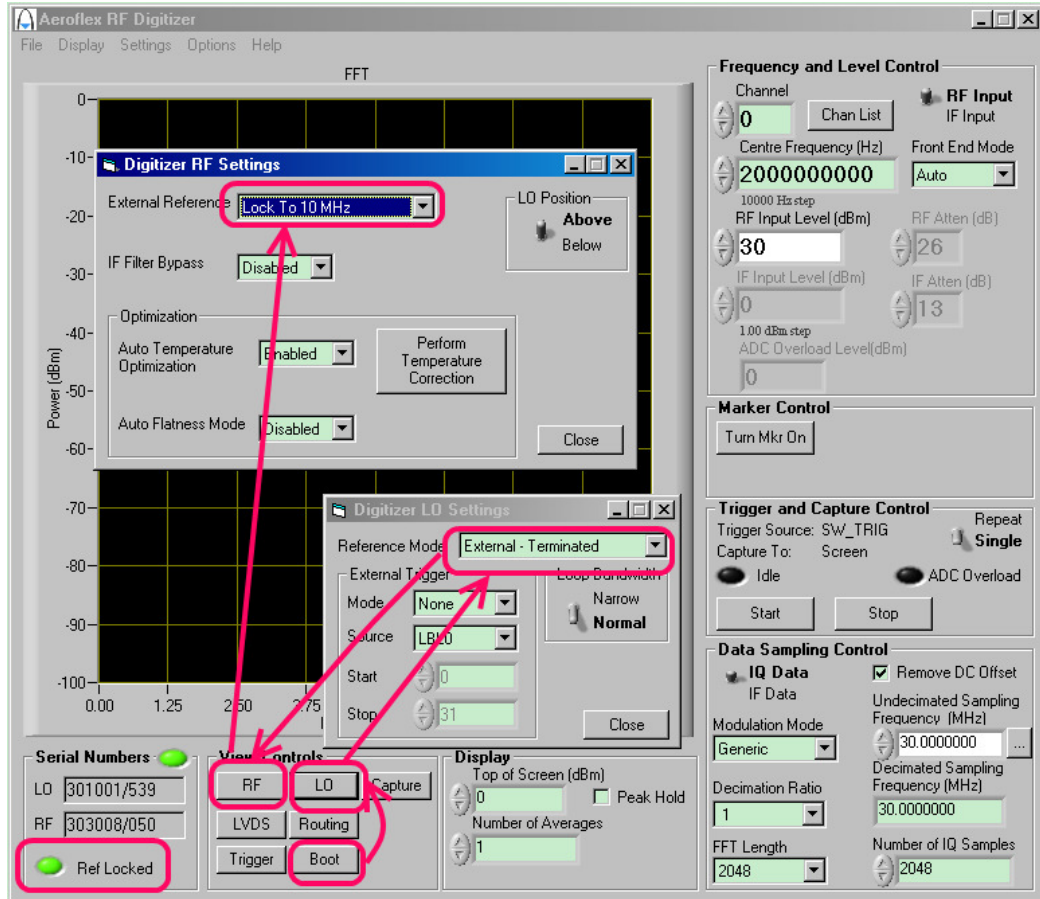 Aeroflex RF Digitizer
File Display Settings Options Help
FFT
0
-10
-20
-30
-40
-50
-60
-70
-80
-90
-100
Power (dBm)
0.00 1.25 2.50 3.75
Digitizer RF Settings
External Reference Lock To 10 MHz
IF Filter Bypass Disabled
LO Position
Above
Below
Optimization
Auto Temperature Optimization Enabled
Perform Temperature Correction
Auto Flatness Mode Disabled
Close
Digitizer LO Settings
Reference Mode External - Terminated
External Trigger
Mode None
Source LBL0
Start 0
Stop 31
Loop Bandwidth
Narrow
Normal
Close
Serial Numbers
LO 301001/539
RF 303008/050
Ref Locked
View Controls
RF LO Capture
LVDS Routing
Trigger Boot
Display
Top of Screen (dBm)
0 Peak Hold
Number of Averages
1
Frequency and Level Control
Channel
0 Chan List
RF Input
IF Input
Centre Frequency (Hz) Front End Mode
2000000000 Auto
10000 Hz step
RF Input Level (dBm) RF Atten (dB)
30 26
IF Input Level (dBm) IF Atten (dB)
0 13
1.00 dBm step
ADC Overload Level(dBm)
0
Marker Control
Turn Mkr On
Trigger and Capture Control
Trigger Source: SW_TRIG
Capture To: Screen
Repeat
Single
Idle ADC Overload
Start Stop
Data Sampling Control
IQ Data
IF Data
Remove DC Offset
Undecimated Sampling
Frequency (MHz)
30.0000000 ...
Modulation Mode
Generic
Decimated Sampling
Frequency (MHz)
30.0000000
Decimation Ratio
1
FFT Length
2048
Number of IQ Samples
2048